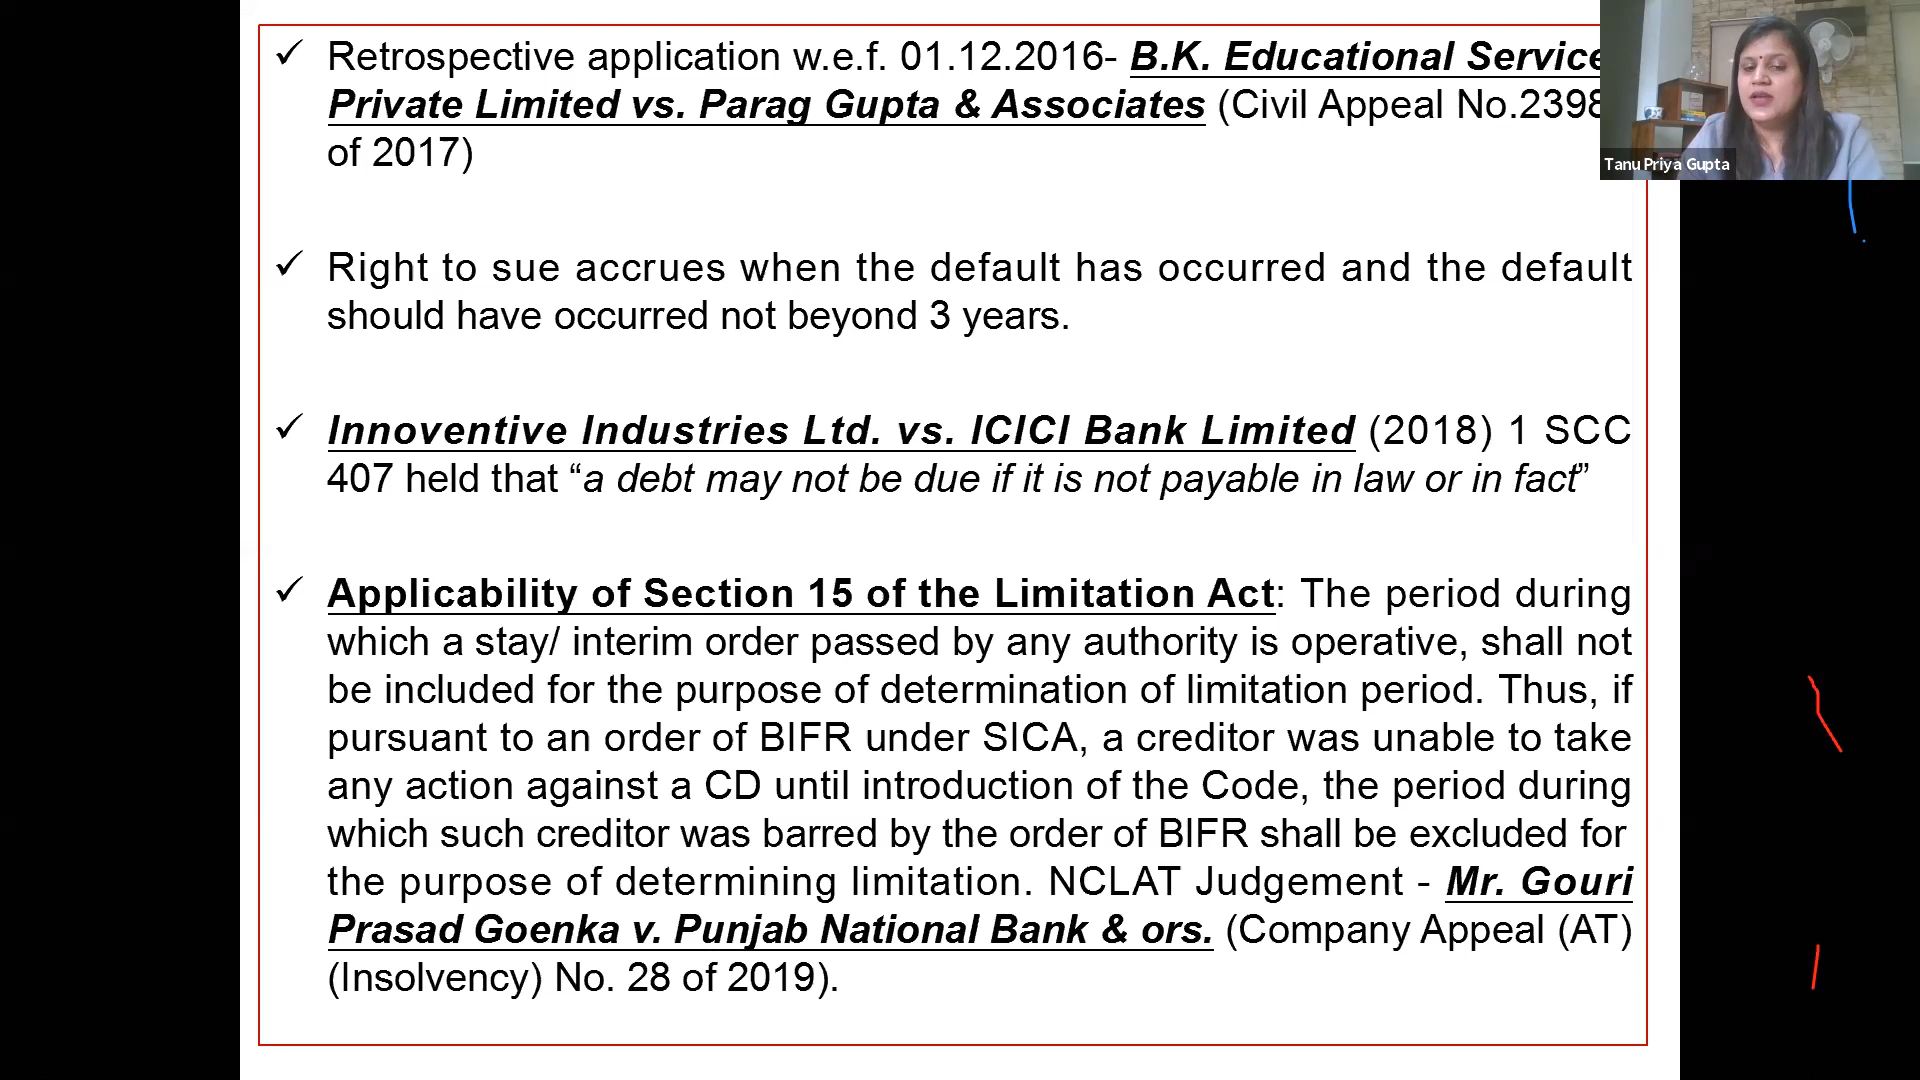 ✓ Retrospective application w.e.f. 01.12.2016- B.K. Educational Service
Private Limited vs. Parag Gupta & Associates (Civil Appeal No.2398
of 2017)
✓ Right to sue accrues when the default has occurred and the default
should have occurred not beyond 3 years.
✓ Innoventive Industries Ltd. vs. ICICI Bank Limited (2018) 1 SCC
407 held that “a debt may not be due if it is not payable in law or in fact”
✓ Applicability of Section 15 of the Limitation Act: The period during
which a stay/ interim order passed by any authority is operative, shall not
be included for the purpose of determination of limitation period. Thus, if
pursuant to an order of BIFR under SICA, a creditor was unable to take
any action against a CD until introduction of the Code, the period during
which such creditor was barred by the order of BIFR shall be excluded for
the purpose of determining limitation. NCLAT Judgement - Mr. Gouri
Prasad Goenka v. Punjab National Bank & ors. (Company Appeal (AT)
(Insolvency) No. 28 of 2019).
Tanu Priya Gupta